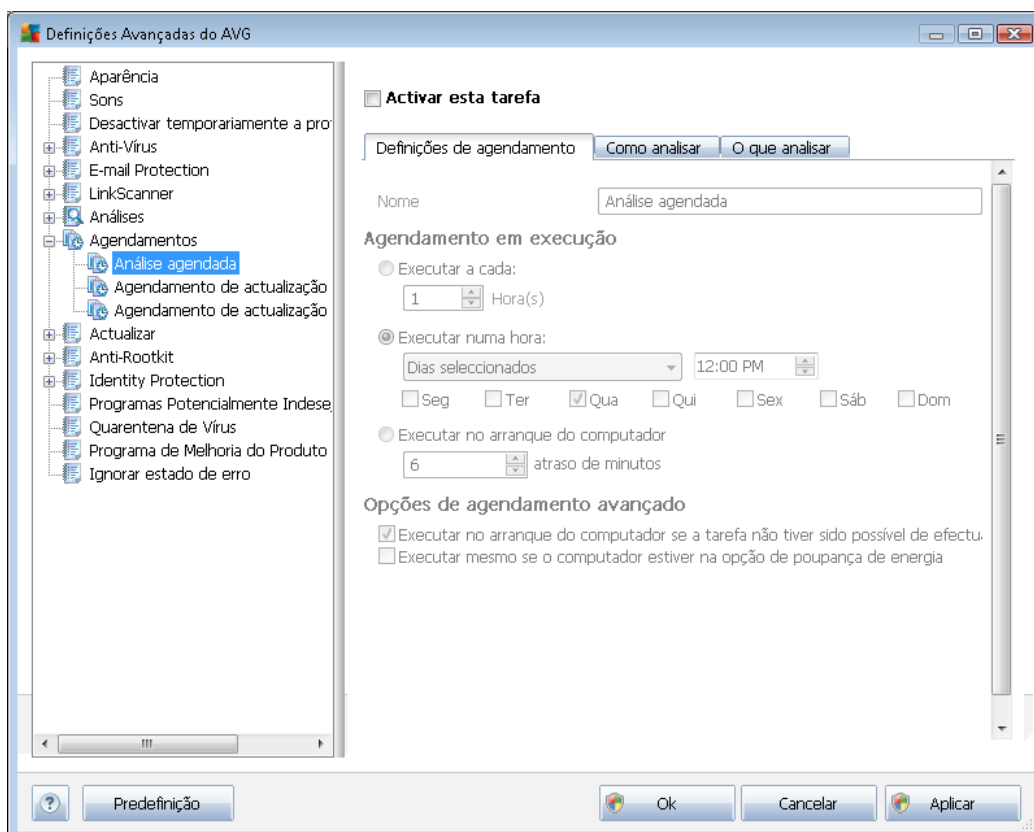 Definições Avançadas do AVG
Aparência
Sons
Desactivar temporariamente a pro
Anti-Vírus
E-mail Protection
LinkScanner
Análises
Agendamentos
Análise agendada
Agendamento de actualização
Agendamento de actualização
Actualizar
Anti-Rootkit
Identity Protection
Programas Potencialmente Indese
Quarentena de Vírus
Programa de Melhoria do Produto
Ignorar estado de erro
Activar esta tarefa
Definições de agendamento Como analisar O que analisar
Nome Análise agendada
Agendamento em execução
Executar a cada:
1 Hora(s)
Executar numa hora:
Dias seleccionados 12:00 PM
Seg Ter Qua Qui Sex Sáb Dom
Executar no arranque do computador
6 atraso de minutos
Opções de agendamento avançado
Executar no arranque do computador se a tarefa não tiver sido possível de efectu
Executar mesmo se o computador estiver na opção de poupança de energia
? Predefinição Ok Cancelar Aplicar